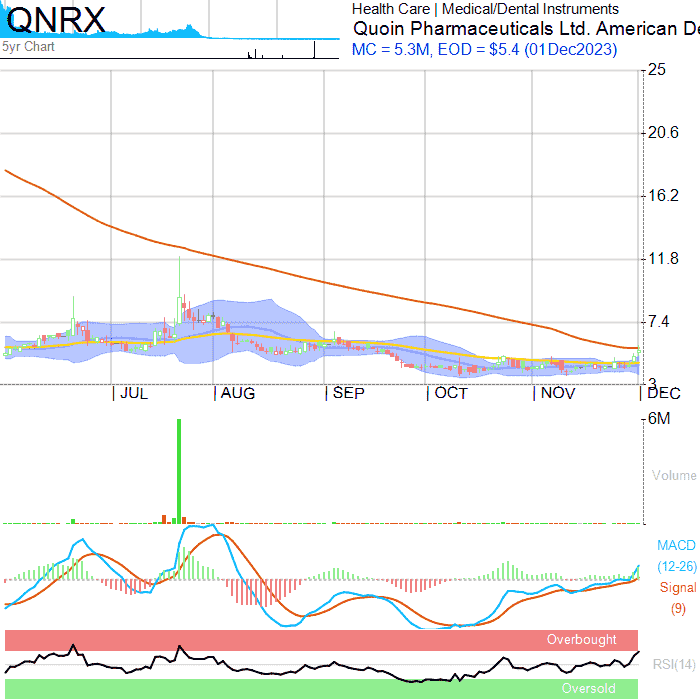 QNRX
5yr Chart
Health Care | Medical/Dental Instruments
Quoin Pharmaceuticals Ltd. American De
MC = 5.3M, EOD = $5.4 (01Dec2023)
25
20.6
16.2
11.8
7.4
3
JUL
AUG
SEP
OCT
NOV
DEC
6M
Volume
MACD
(12-26)
Signal
(9)
Overbought
RSI(14)
Oversold